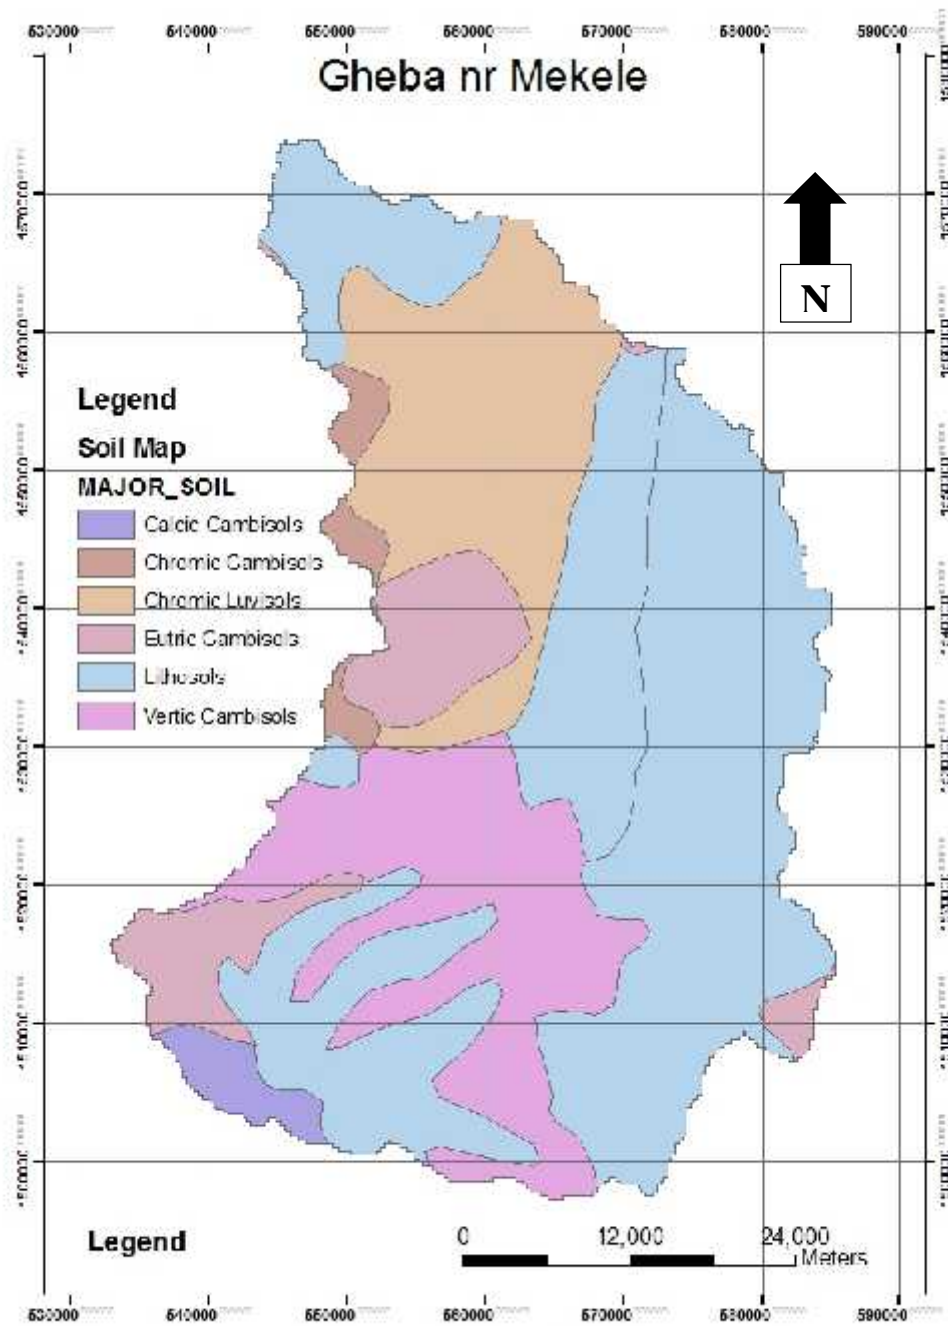 530000 540000 550000 560000 570000 580000 590000
Gheba nr Mekele
N
Legend
Soil Map
MAJOR_SOIL
Calcic Cambisols
Chromic Cambisols
Chromic Luvisols
Eutric Cambisols
Lithosols
Vertic Cambisols
Legend
0 12,000 24,000
Meters
530000 540000 550000 560000 570000 580000 590000